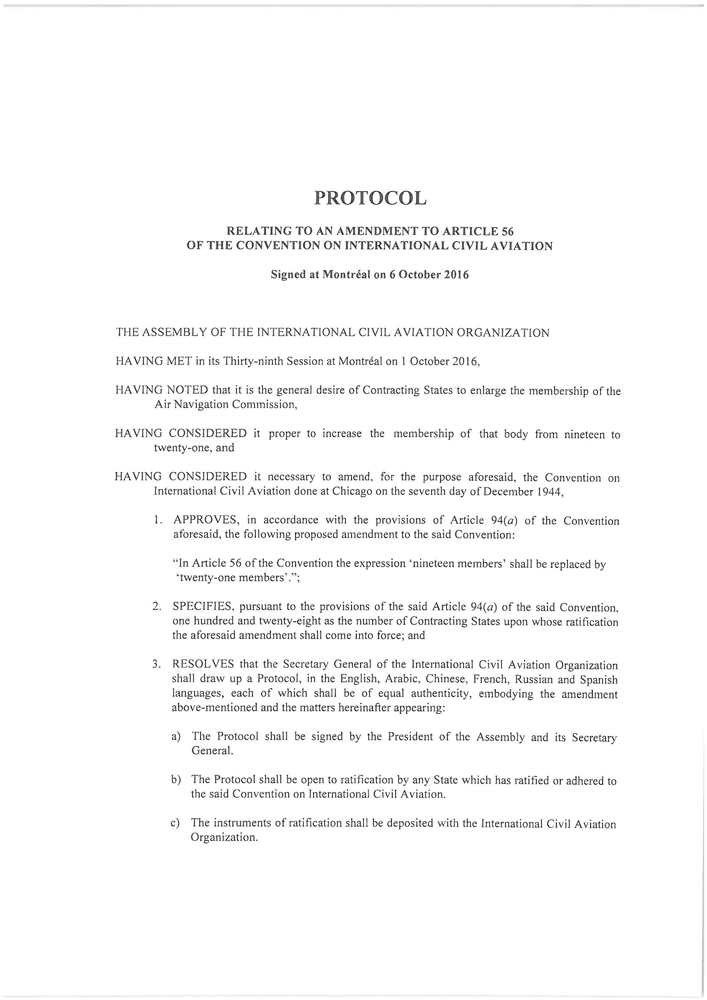 PROTOCOL
RELATING TO AN AMENDMENT TO ARTICLE 56
OF THE CONVENTION ON INTERNATIONAL CIVIL AVIATION
Signed at Montréal on 6 October 2016
THE ASSEMBLY OF THE INTERNATIONAL CIVIL AVIATION ORGANIZATION
HAVING MET in its Thirty-ninth Session at Montréal on 1 October 2016,
HAVING NOTED that it is the general desire of Contracting States to enlarge the membership of the
Air Navigation Commission,
HAVING CONSIDERED it proper to increase the membership of that body from nineteen to
twenty-one, and
HAVING CONSIDERED it necessary to amend, for the purpose aforesaid, the Convention on
International Civil Aviation done at Chicago on the seventh day of December 1944,
1. APPROVES, in accordance with the provisions of Article 94(a) of the Convention
aforesaid, the following proposed amendment to the said Convention:
“In Article 56 of the Convention the expression ‘nineteen members’ shall be replaced by
‘twenty-one members’.”;
2. SPECIFIES, pursuant to the provisions of the said Article 94(a) of the said Convention,
one hundred and twenty-eight as the number of Contracting States upon whose ratification
the aforesaid amendment shall come into force; and
3. RESOLVES that the Secretary General of the International Civil Aviation Organization
shall draw up a Protocol, in the English, Arabic, Chinese, French, Russian and Spanish
languages, each of which shall be of equal authenticity, embodying the amendment
above-mentioned and the matters hereinafter appearing:
a) The Protocol shall be signed by the President of the Assembly and its Secretary
General.
b) The Protocol shall be open to ratification by any State which has ratified or adhered to
the said Convention on International Civil Aviation.
c) The instruments of ratification shall be deposited with the International Civil Aviation
Organization.